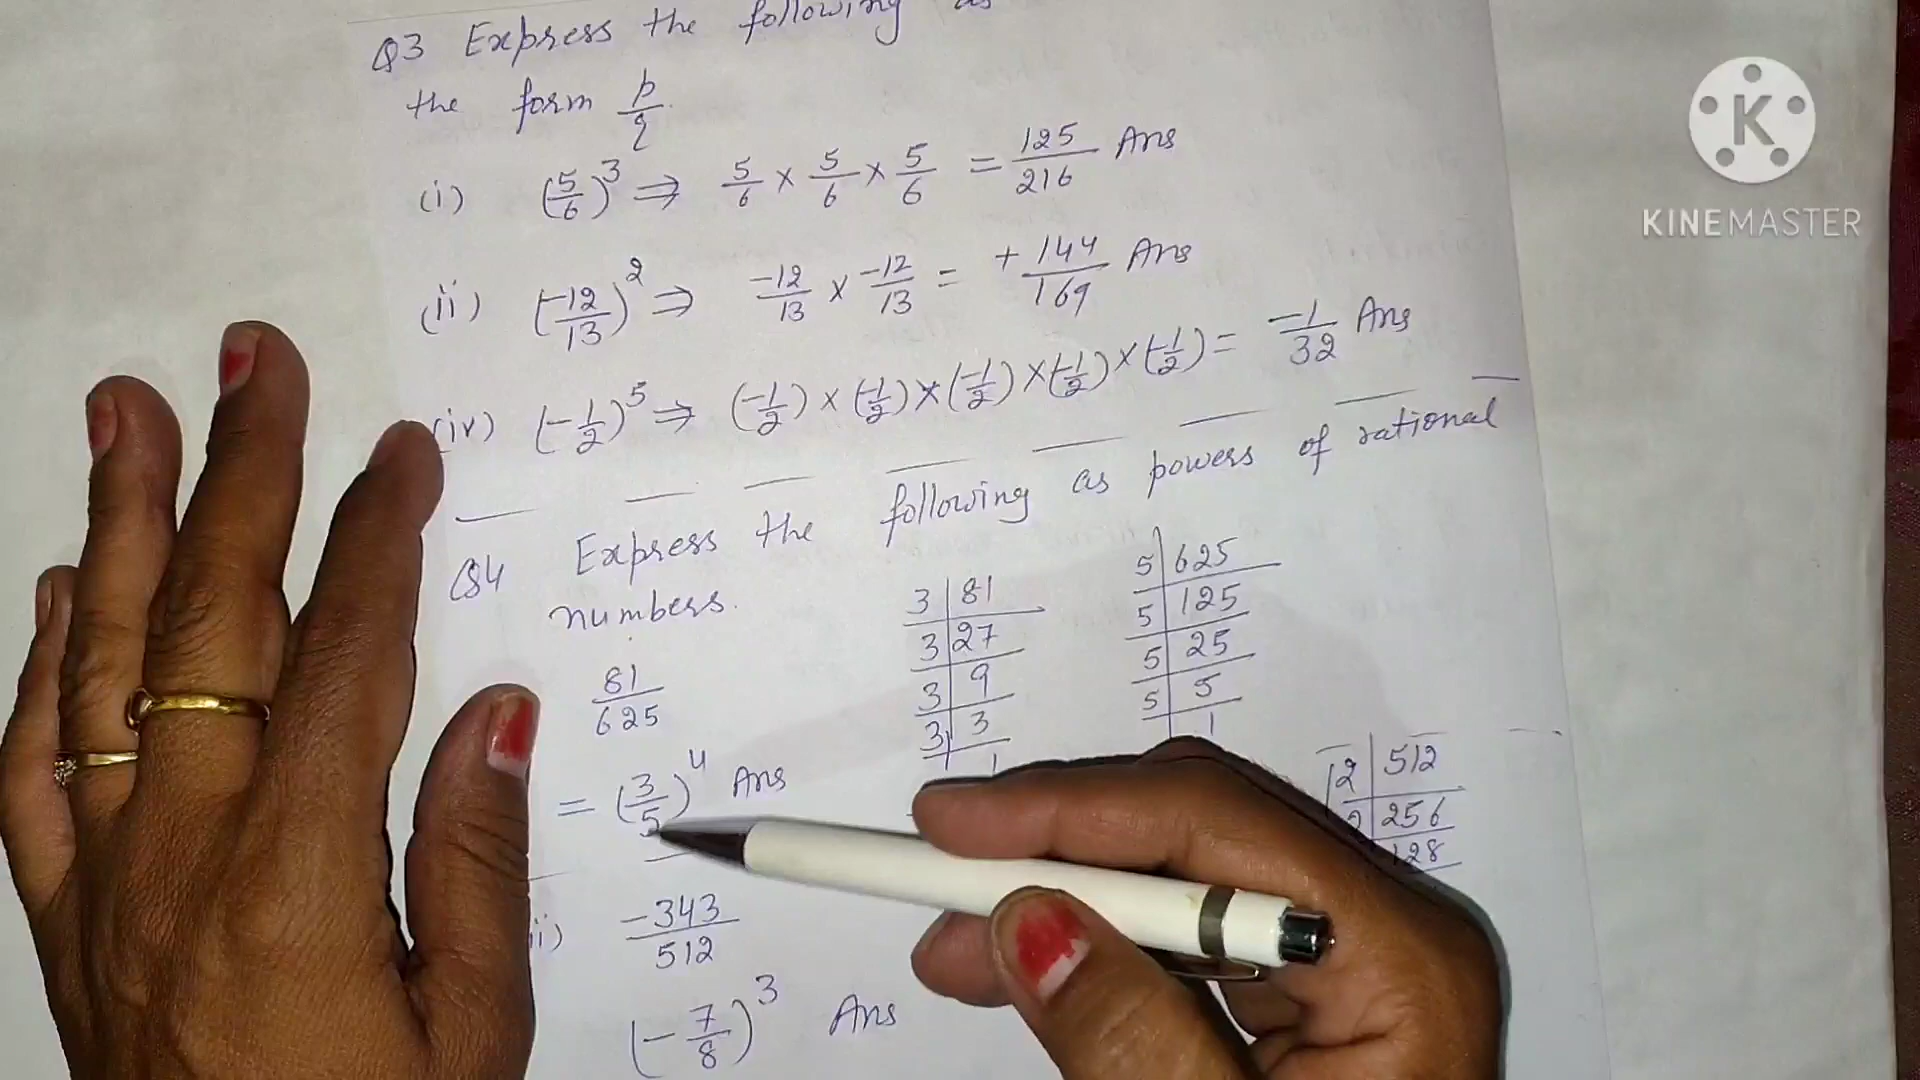 Q3 Express the following as
the form p/q
(i) (5/6)^3 ⇒ 5/6 × 5/6 × 5/6 = 125/216 Ans
(ii) (-12/13)^2 ⇒ -12/13 × -12/13 = +144/169 Ans
(iv) (-1/2)^5 ⇒ (-1/2) × (-1/2) × (-1/2) × (-1/2) × (-1/2) = -1/32 Ans
Q4 Express the following as powers of rational
numbers.
81/625
= (3/5)^4 Ans
ii) -343/512
(-7/8)^3 Ans
3 | 81
3 | 27
3 | 9
3 | 3
1
5 | 625
5 | 125
5 | 25
5 | 5
1
2 | 512
2 | 256
128
K
KINEMASTER